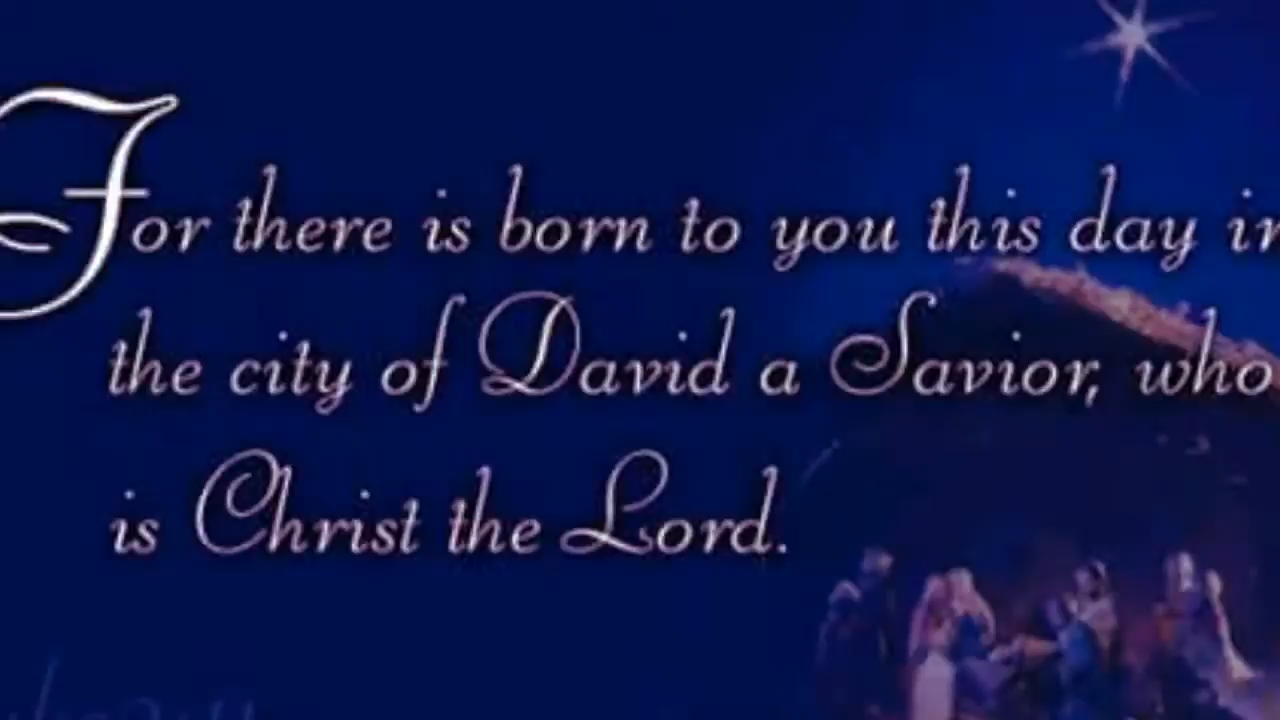 For there is born to you this day in
the city of David a Savior, who
is Christ the Lord.